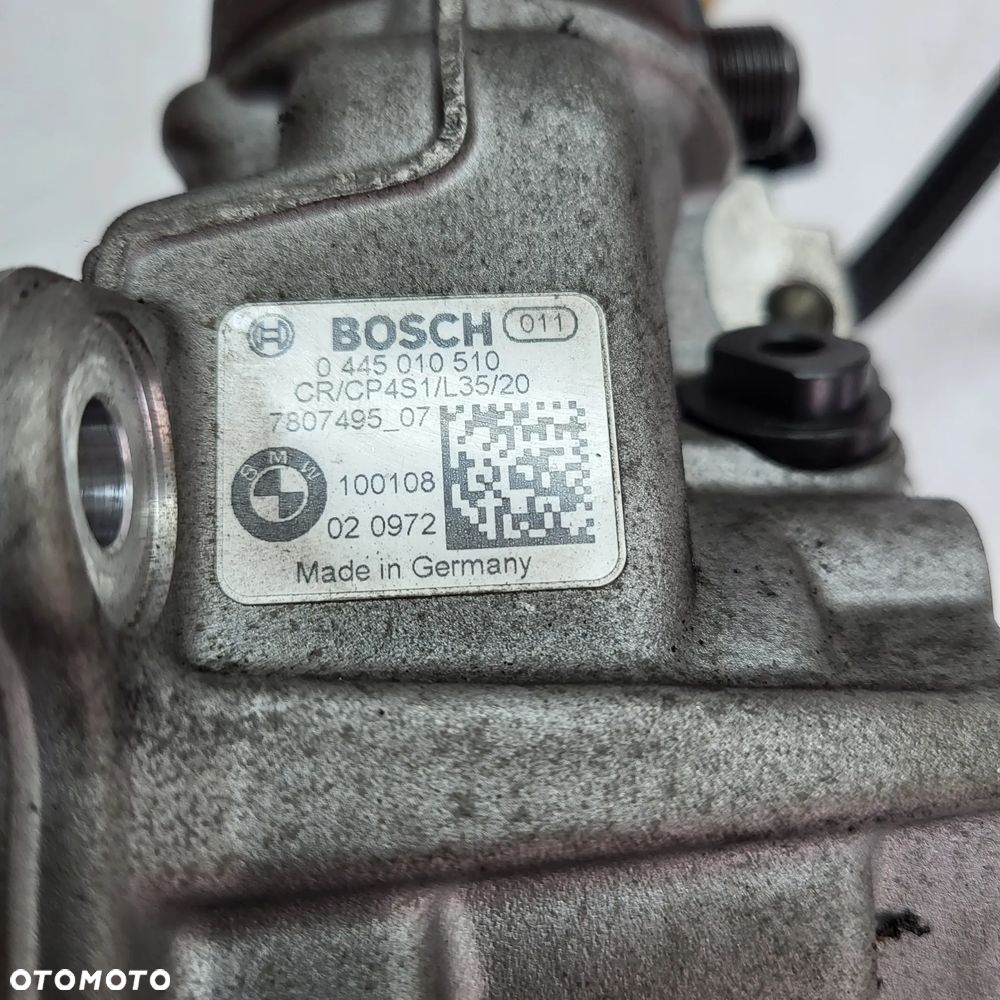 BOSCH 011
0 445 010 510
CR/CP4S1/L35/20
7807495_07
BMW 100108
02 0972
Made in Germany
OTOMOTO